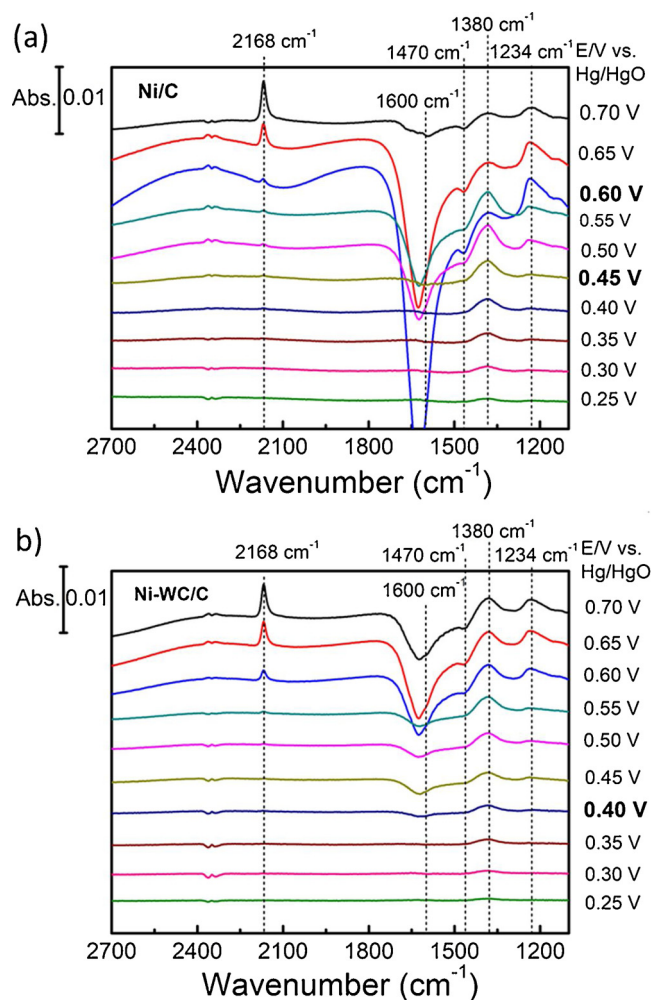 (a)
2168 cm⁻¹
1470 cm⁻¹
1380 cm⁻¹
1234 cm⁻¹
E/V vs.
Hg/HgO
Abs. 0.01
Ni/C
1600 cm⁻¹
0.70 V
0.65 V
0.60 V
0.55 V
0.50 V
0.45 V
0.40 V
0.35 V
0.30 V
0.25 V
2700 2400 2100 1800 1500 1200
Wavenumber (cm⁻¹)
b)
2168 cm⁻¹
1470 cm⁻¹
1380 cm⁻¹
1234 cm⁻¹
E/V vs.
Hg/HgO
Abs. 0.01
Ni-WC/C
1600 cm⁻¹
0.70 V
0.65 V
0.60 V
0.55 V
0.50 V
0.45 V
0.40 V
0.35 V
0.30 V
0.25 V
2700 2400 2100 1800 1500 1200
Wavenumber (cm⁻¹)